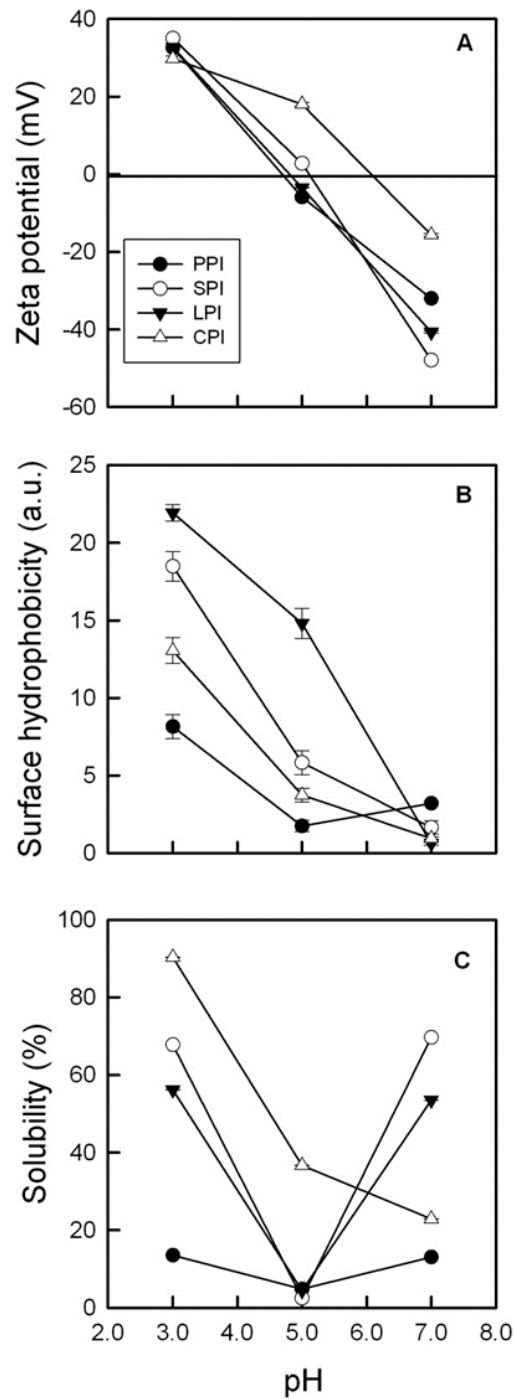 40
20
0
-20
-40
-60
Zeta potential (mV)
A
PPI
SPI
LPI
CPI
25
20
15
10
5
0
Surface hydrophobicity (a.u.)
B
100
80
60
40
20
0
Solubility (%)
C
2.0 3.0 4.0 5.0 6.0 7.0 8.0
pH